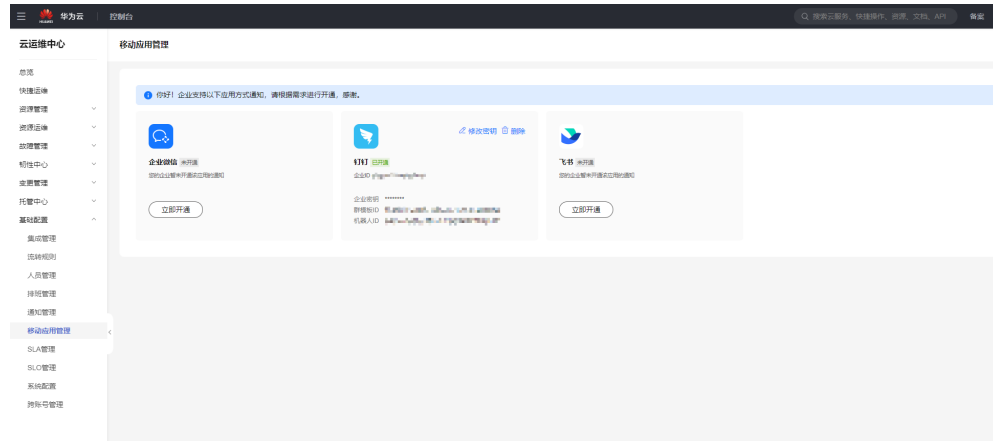 HUAWEI 华为云 控制台 搜索云服务、快捷操作、资源、文档、API 备案
云运维中心
移动应用管理
总览
快捷运维
资源管理
资源运维
故障管理
韧性中心
变更管理
托管中心
基础配置
集成管理
流转规则
人员管理
排班管理
通知管理
移动应用管理
SLA管理
SLO管理
系统配置
跨账号管理
你好！企业支持以下应用方式通知，请根据需求进行开通，感谢。
企业微信 未开通
您的企业暂未开通该应用的通知
立即开通
修改密钥 删除
钉钉 已开通
企业ID
企业密钥 ********
群模板ID
机器人ID
飞书 未开通
您的企业暂未开通该应用的通知
立即开通